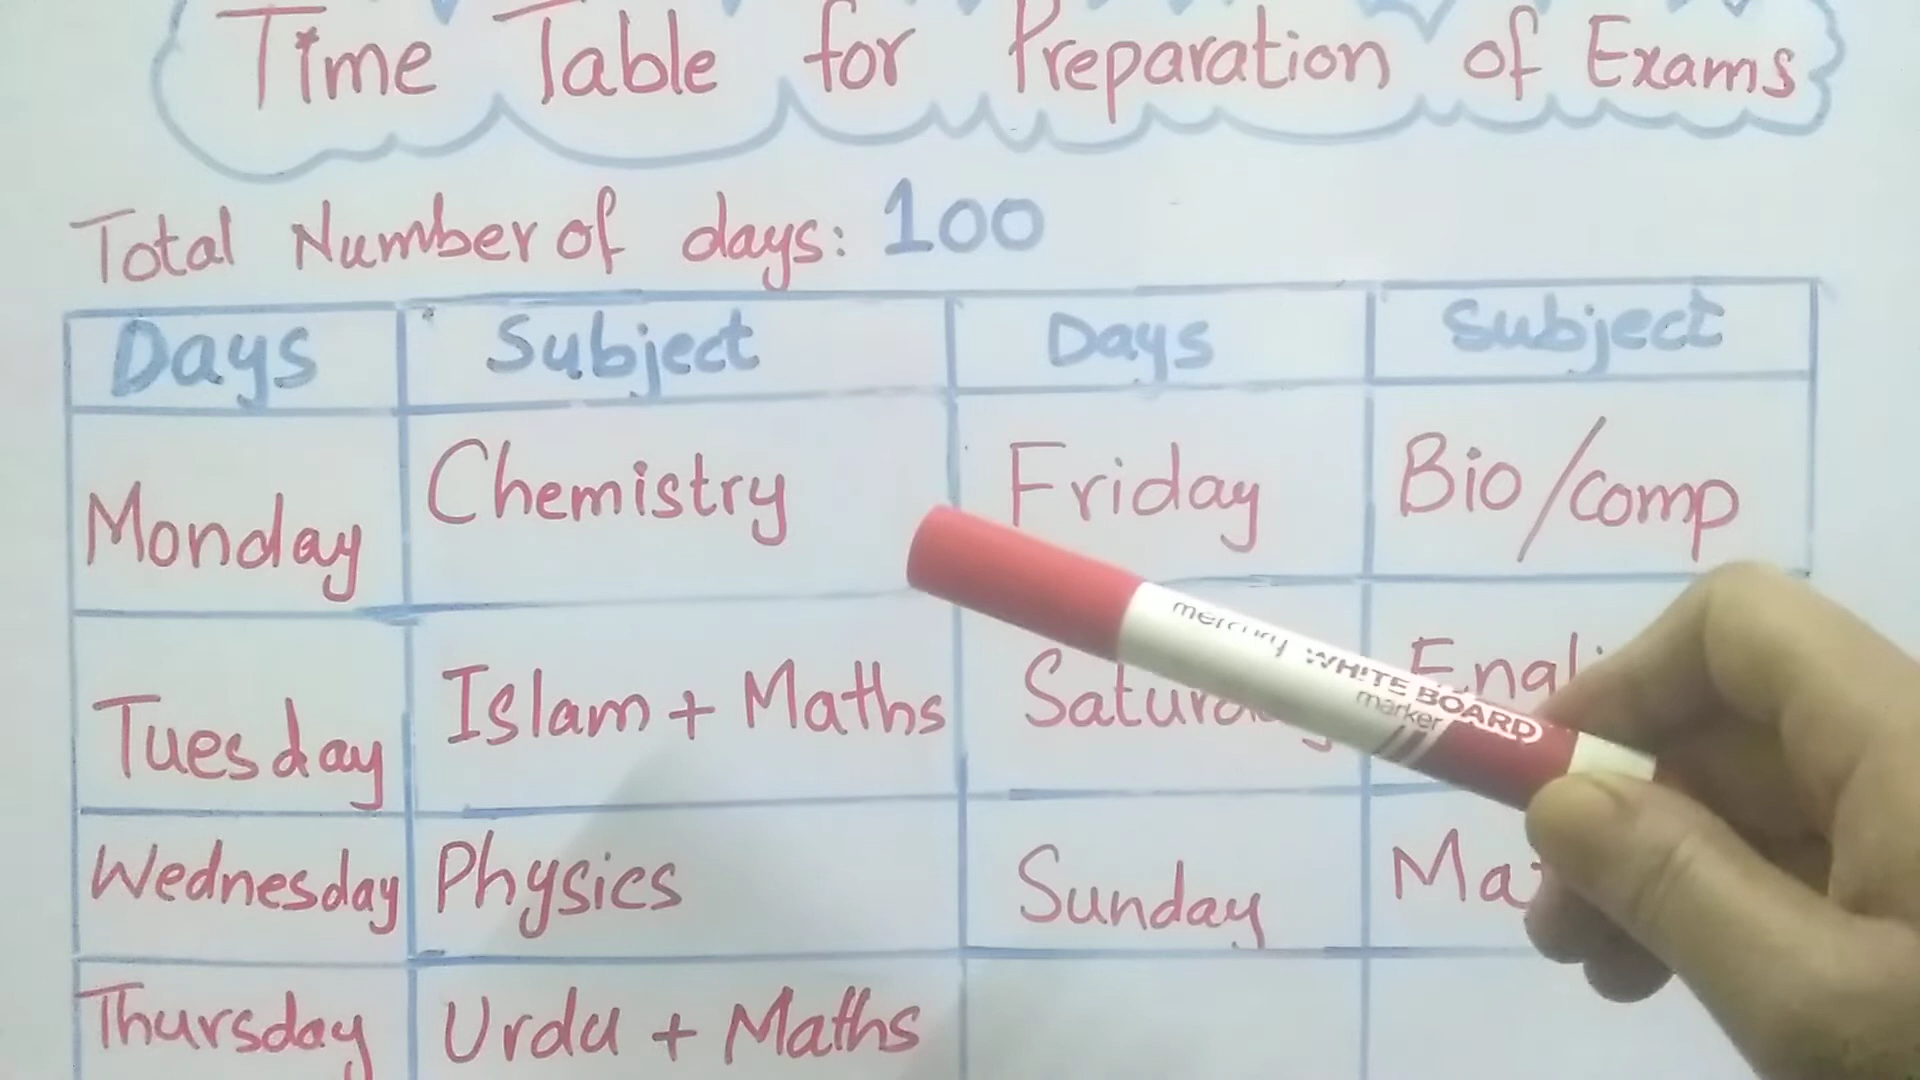 Time Table for Preparation of Exams
Total Number of days: 100
Days Subject Days Subject
Monday Chemistry Friday Bio/comp
Tuesday Islam + Maths
Wednesday Physics Sunday
Thursday Urdu + Maths
mercury WHITE BOARD
marker